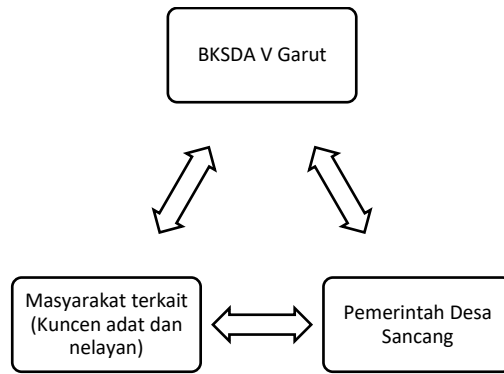 BKSDA V Garut
Masyarakat terkait
(Kuncen adat dan
nelayan)
Pemerintah Desa
Sancang